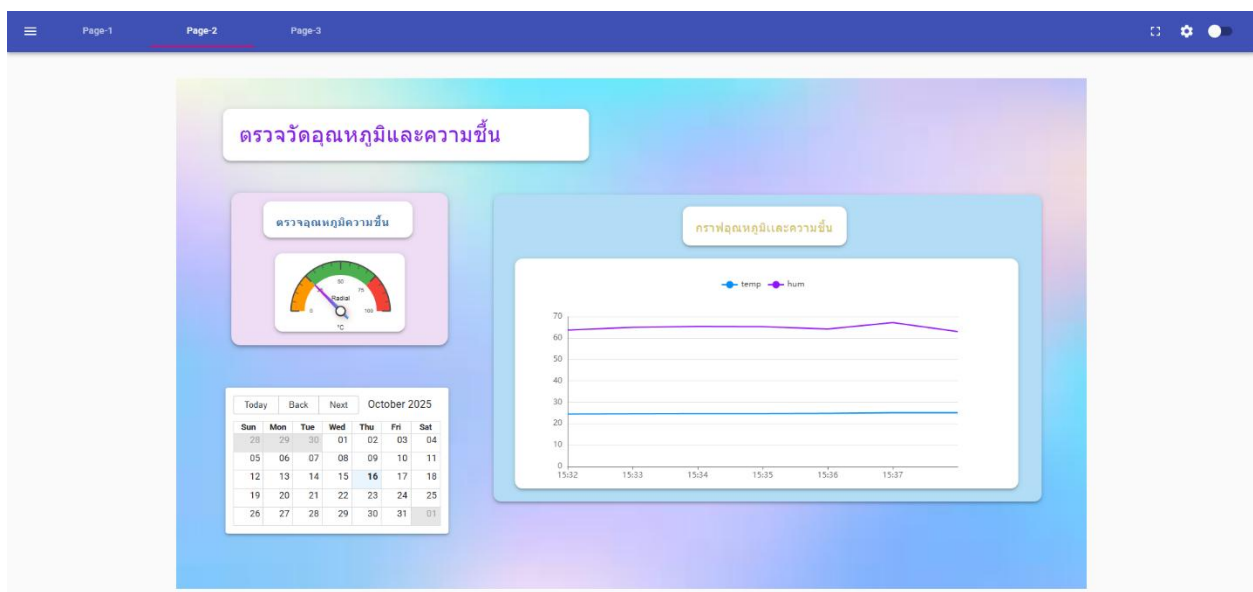 Page-1 Page-2 Page-3
ตรวจวัดอุณหภูมิและความชื้น
ตรวจอุณหภูมิความชื้น
50
75
Radial
0 100
°C
Today Back Next October 2025
Sun Mon Tue Wed Thu Fri Sat
28 29 30 01 02 03 04
05 06 07 08 09 10 11
12 13 14 15 16 17 18
19 20 21 22 23 24 25
26 27 28 29 30 31 01
กราฟอุณหภูมิและความชื้น
temp hum
70
60
50
40
30
20
10
0
15:32 15:33 15:34 15:35 15:36 15:37